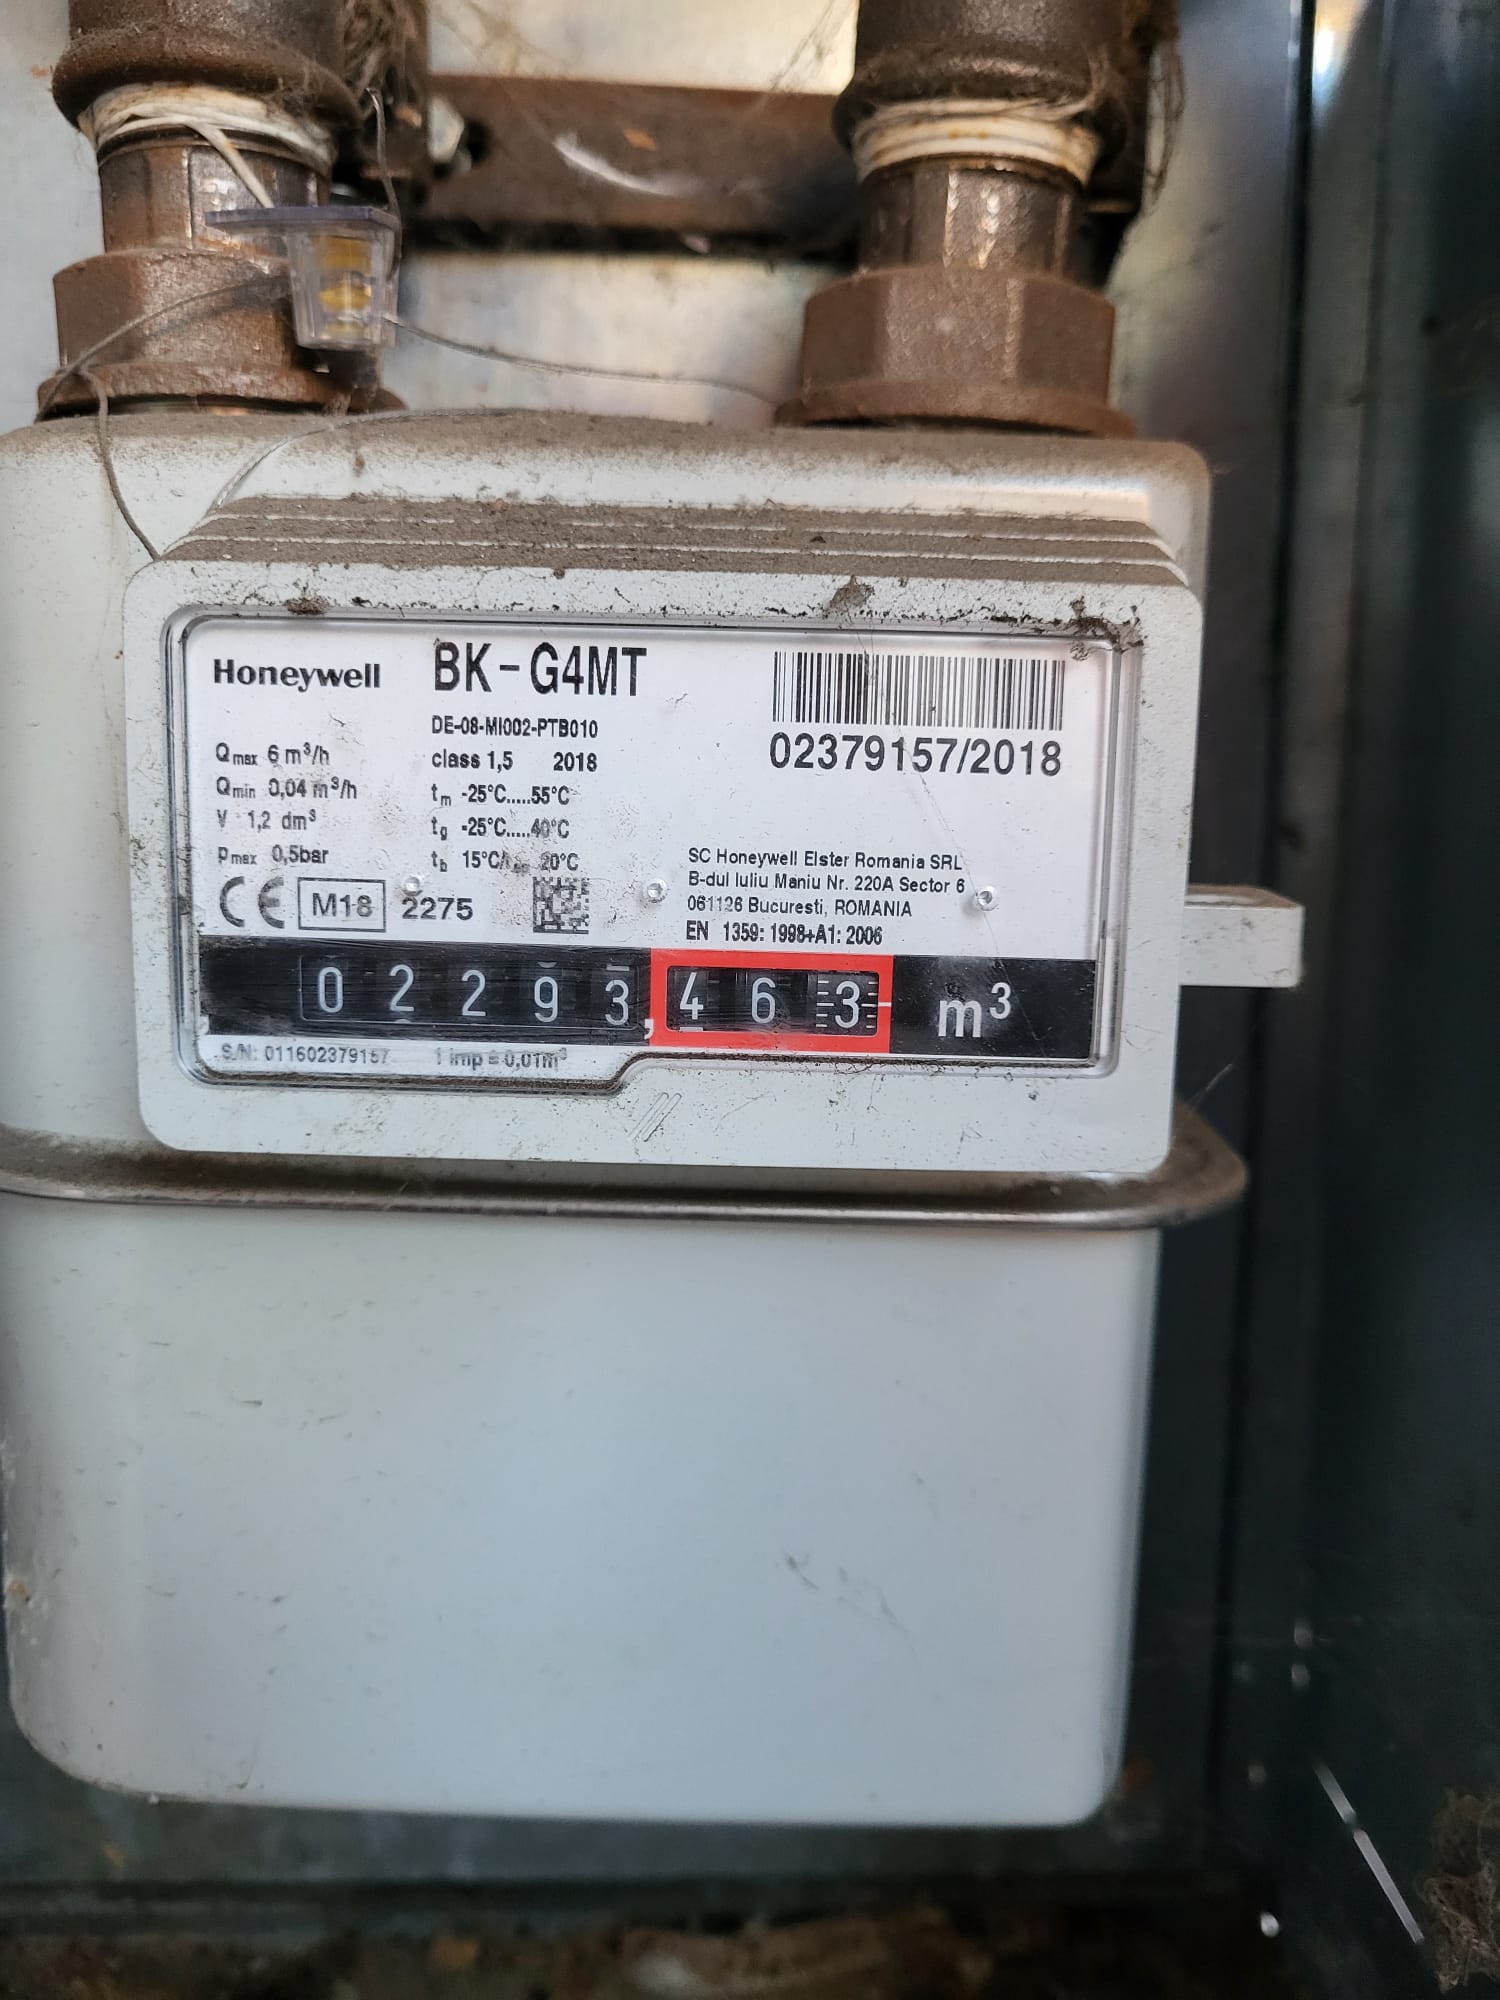 Honeywell
BK-G4MT
DE-08-MI002-PTB010
class 1,5 2018
tm -25°C.....55°C
tg -25°C.....40°C
tb 15°C 20°C
Qmax 6 m³/h
Qmin 0,04 m³/h
V 1,2 dm³
pmax 0,5bar
CE M18 2275
02379157/2018
SC Honeywell Elster Romania SRL
B-dul Iuliu Maniu Nr. 220A Sector 6
061126 Bucuresti, ROMANIA
EN 1359: 1998+A1: 2006
02293,463 m³
S/N: 011602379157 1 imp ≙ 0,01m³